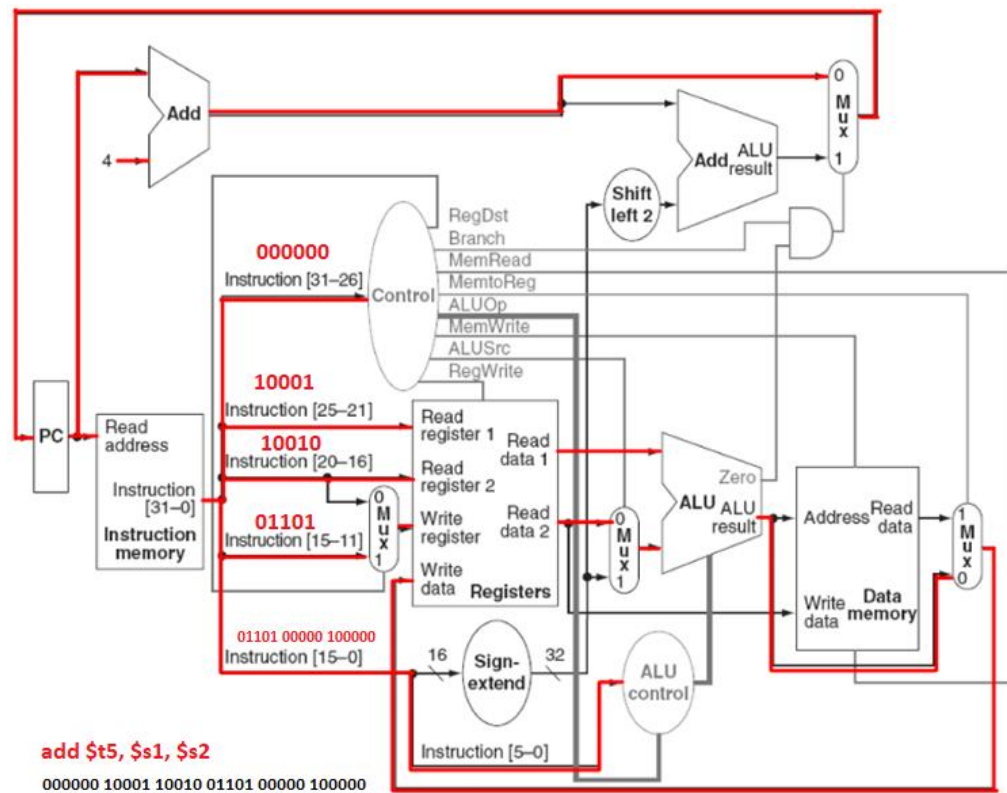 Add
4
0
Mux
1
Add ALU result
Shift left 2
RegDst
Branch
MemRead
MemtoReg
ALUOp
MemWrite
ALUSrc
RegWrite
Control
000000
Instruction [31–26]
10001
Instruction [25–21]
10010
Instruction [20–16]
01101
Instruction [15–11]
01101 00000 100000
Instruction [15–0]
PC
Read address
Instruction [31–0]
Instruction memory
0
Mux
1
Read register 1
Read register 2
Write register
Write data
Read data 1
Read data 2
Registers
0
Mux
1
Zero
ALU
ALU result
Address
Read data
Write data
Data memory
1
Mux
0
16
Sign-extend
32
ALU control
Instruction [5–0]
add $t5, $s1, $s2
000000 10001 10010 01101 00000 100000